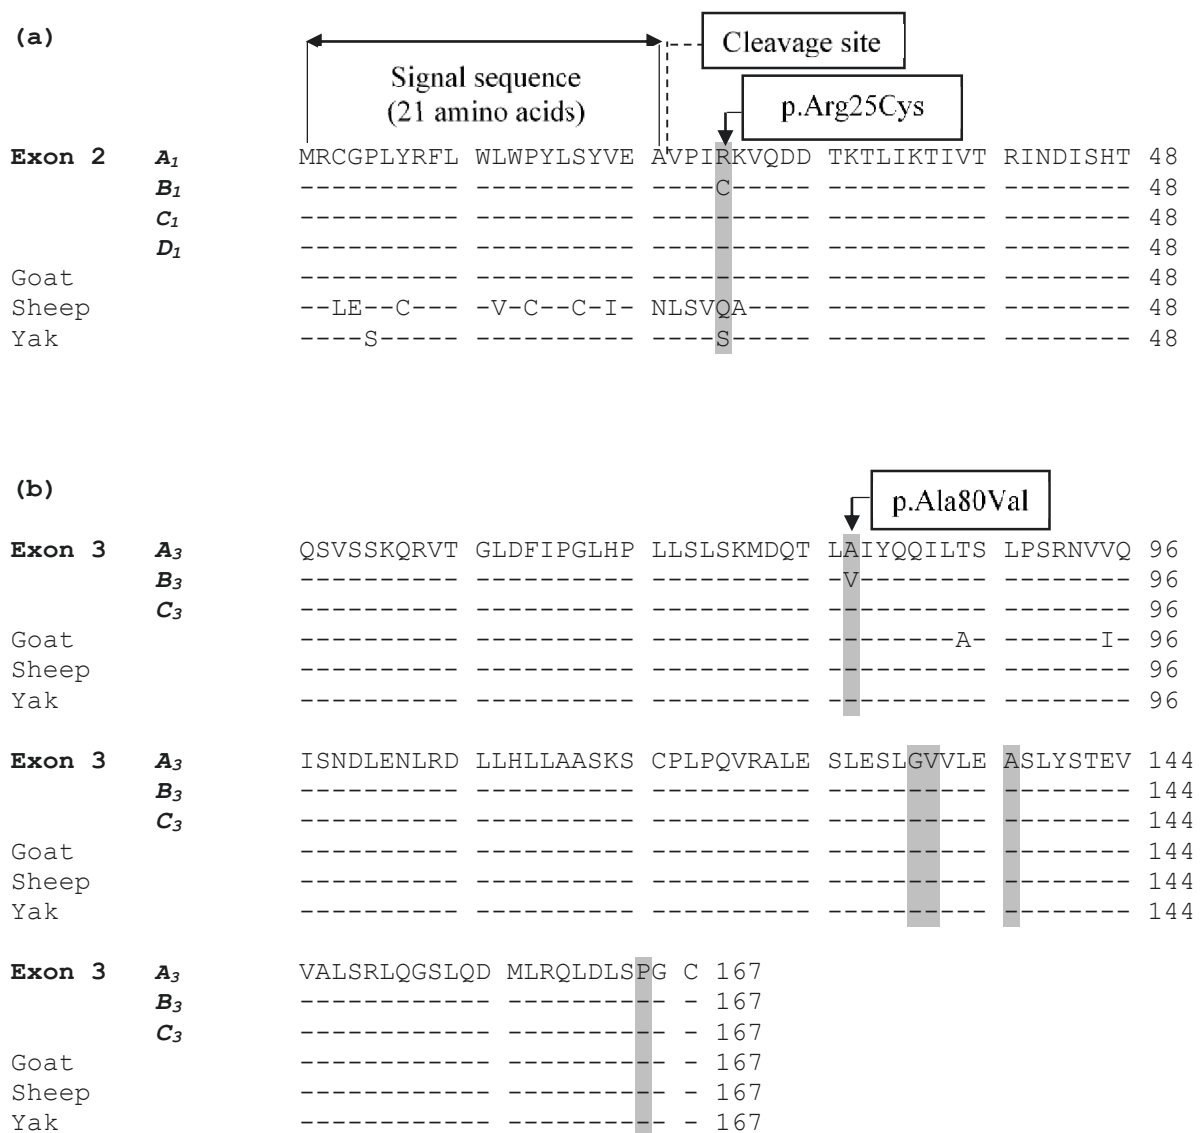 (a)
Cleavage site
Signal sequence
(21 amino acids)
p.Arg25Cys
Exon 2 A1 MRCGPLYRFL WLWPYLSYVE AVPIRKVQDD TKTLIKTIVT RINDISHT 48
B1 ---------- ---------- ----C----- ---------- -------- 48
C1 ---------- ---------- ---------- ---------- -------- 48
D1 ---------- ---------- ---------- ---------- -------- 48
Goat ---------- ---------- ---------- ---------- -------- 48
Sheep --LE--C--- -V-C--C-I- NLSVQA---- ---------- -------- 48
Yak ----S----- ---------- ----S----- ---------- -------- 48
(b)
p.Ala80Val
Exon 3 A3 QSVSSKQRVT GLDFIPGLHP LLSLSKMDQT LAIYQQILTS LPSRNVVQ 96
B3 ---------- ---------- ---------- -V-------- -------- 96
C3 ---------- ---------- ---------- ---------- -------- 96
Goat ---------- ---------- ---------- --------A- ------I- 96
Sheep ---------- ---------- ---------- ---------- -------- 96
Yak ---------- ---------- ---------- ---------- -------- 96
Exon 3 A3 ISNDLENLRD LLHLLAASKS CPLPQVRALE SLESLGVVLE ASLYSTEV 144
B3 ---------- ---------- ---------- ---------- -------- 144
C3 ---------- ---------- ---------- ---------- -------- 144
Goat ---------- ---------- ---------- ---------- -------- 144
Sheep ---------- ---------- ---------- ---------- -------- 144
Yak ---------- ---------- ---------- ---------- -------- 144
Exon 3 A3 VALSRLQGSLQD MLRQLDLSPG C 167
B3 ------------ ---------- - 167
C3 ------------ ---------- - 167
Goat ------------ ---------- - 167
Sheep ------------ ---------- - 167
Yak ------------ ---------- - 167